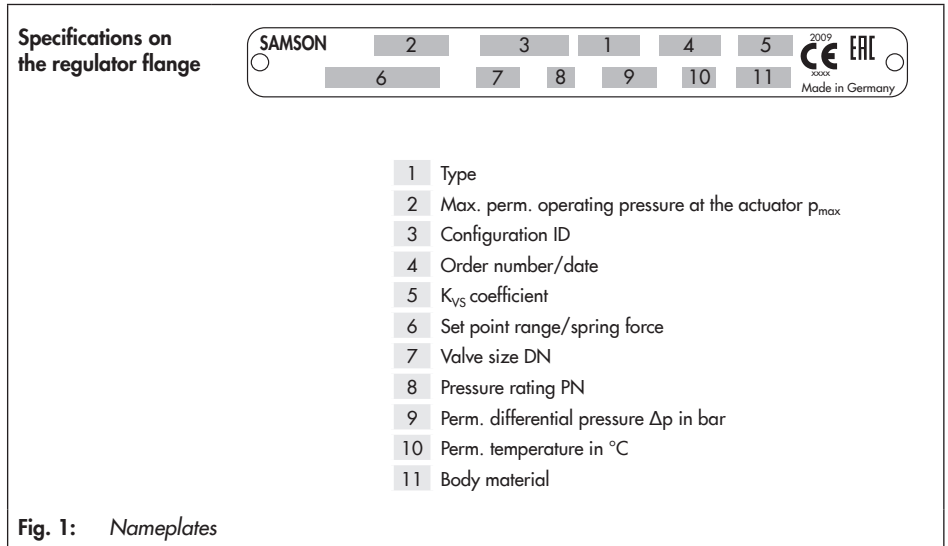 Specifications on
the regulator flange
SAMSON 2 3 1 4 5 2009 CE EAC
6 7 8 9 10 11 xxxx
Made in Germany
1 Type
2 Max. perm. operating pressure at the actuator pmax
3 Configuration ID
4 Order number/date
5 KVS coefficient
6 Set point range/spring force
7 Valve size DN
8 Pressure rating PN
9 Perm. differential pressure Δp in bar
10 Perm. temperature in °C
11 Body material
Fig. 1: Nameplates